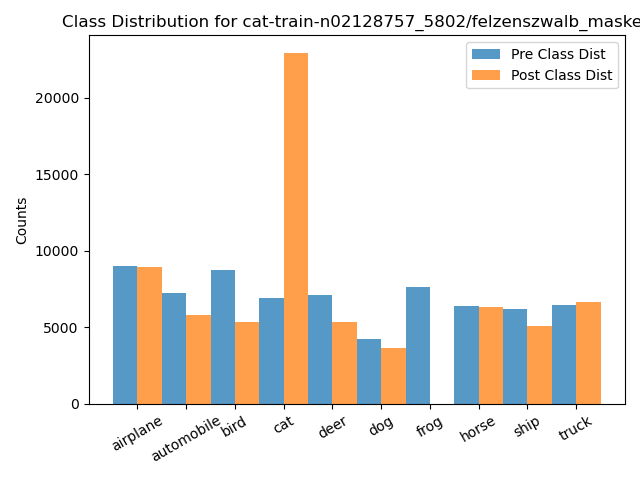 Class Distribution for cat-train-n02128757_5802/felzenszwalb_maske
Pre Class Dist
Post Class Dist
Counts
20000
15000
10000
5000
0
airplane
automobile
bird
cat
deer
dog
frog
horse
ship
truck